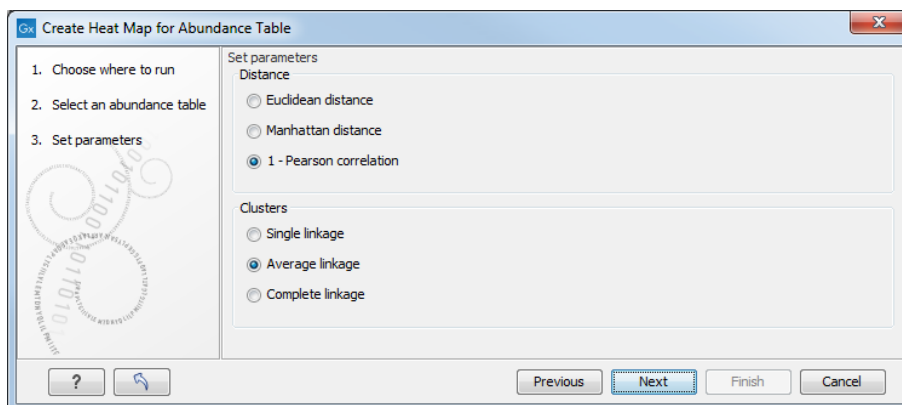 Gx Create Heat Map for Abundance Table
X
1. Choose where to run
2. Select an abundance table
3. Set parameters
Set parameters
Distance
Euclidean distance
Manhattan distance
1 - Pearson correlation
Clusters
Single linkage
Average linkage
Complete linkage
?
Previous
Next
Finish
Cancel